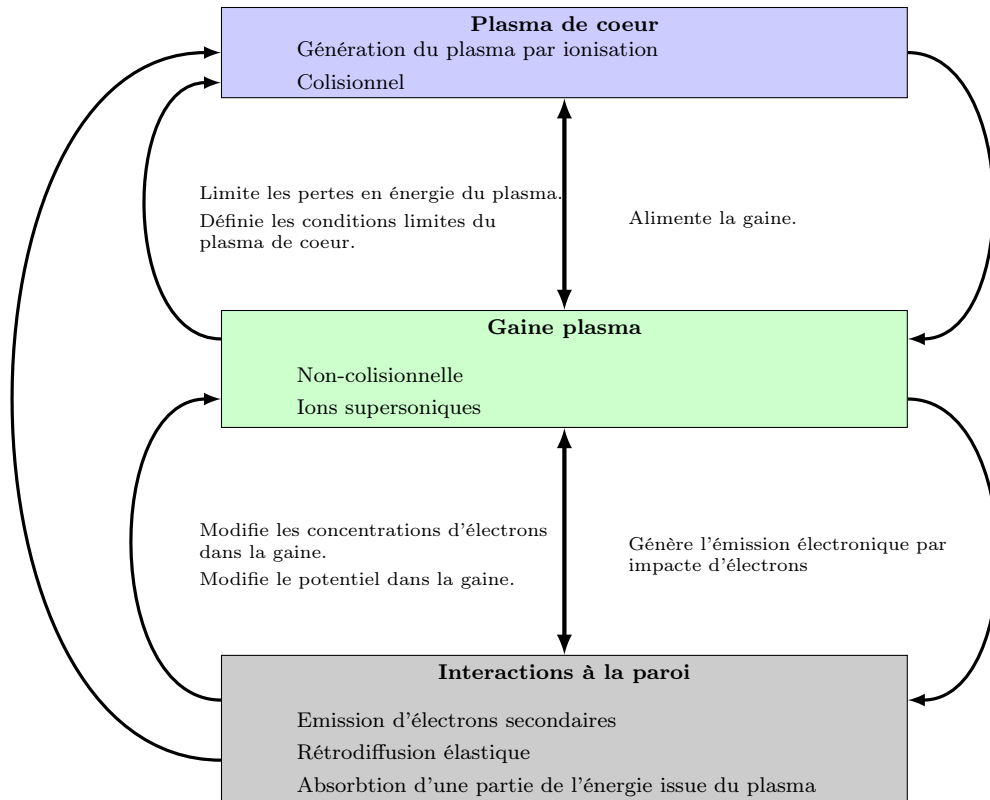 Plasma de coeur
Génération du plasma par ionisation
Colisionnel
Limite les pertes en énergie du plasma.
Définie les conditions limites du
plasma de coeur.
Alimente la gaine.
Gaine plasma
Non-colisionnelle
Ions supersoniques
Modifie les concentrations d'électrons
dans la gaine.
Modifie le potentiel dans la gaine.
Génère l'émission électronique par
impacte d'électrons
Interactions à la paroi
Emission d'électrons secondaires
Rétrodiffusion élastique
Absorbtion d'une partie de l'énergie issue du plasma